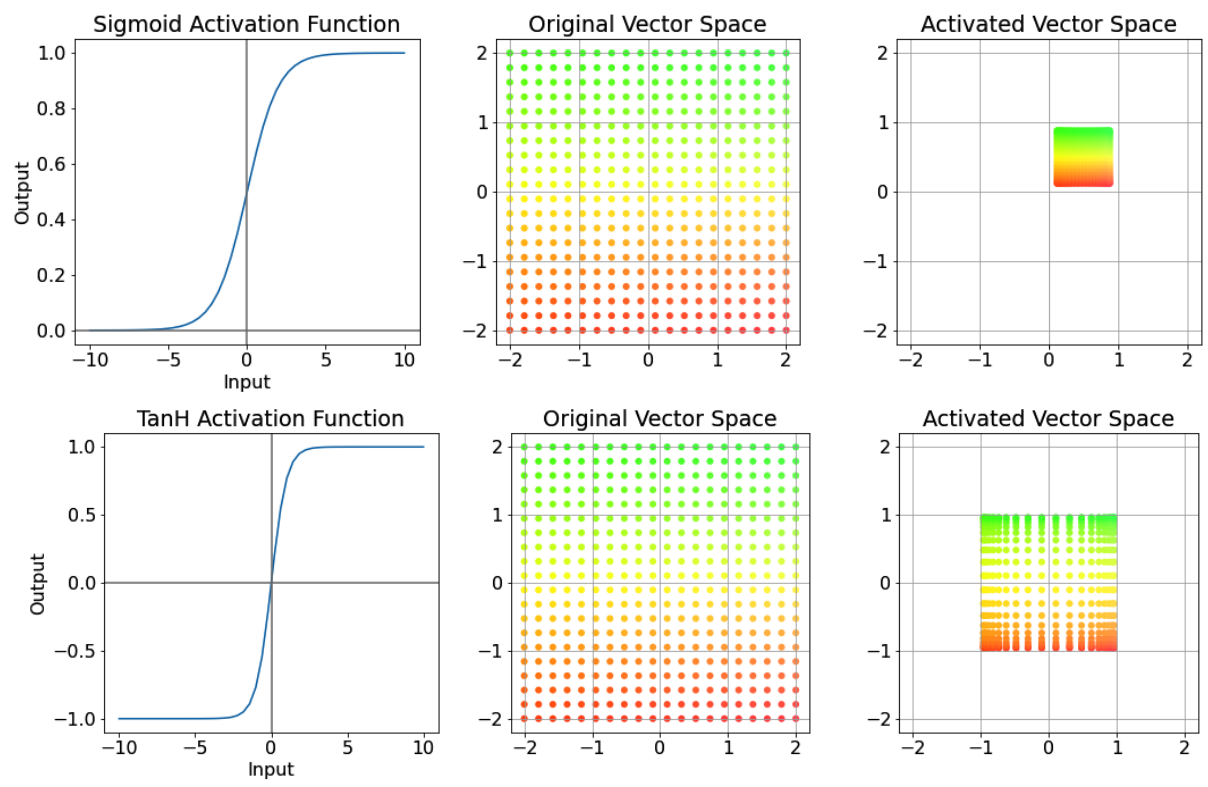 Sigmoid Activation Function
1.0
0.8
0.6
0.4
0.2
0.0
Output
−10 −5 0 5 10
Input
Original Vector Space
2
1
0
−1
−2
−2 −1 0 1 2
Activated Vector Space
2
1
0
−1
−2
−2 −1 0 1 2
TanH Activation Function
1.0
0.5
0.0
−0.5
−1.0
Output
−10 −5 0 5 10
Input
Original Vector Space
2
1
0
−1
−2
−2 −1 0 1 2
Activated Vector Space
2
1
0
−1
−2
−2 −1 0 1 2